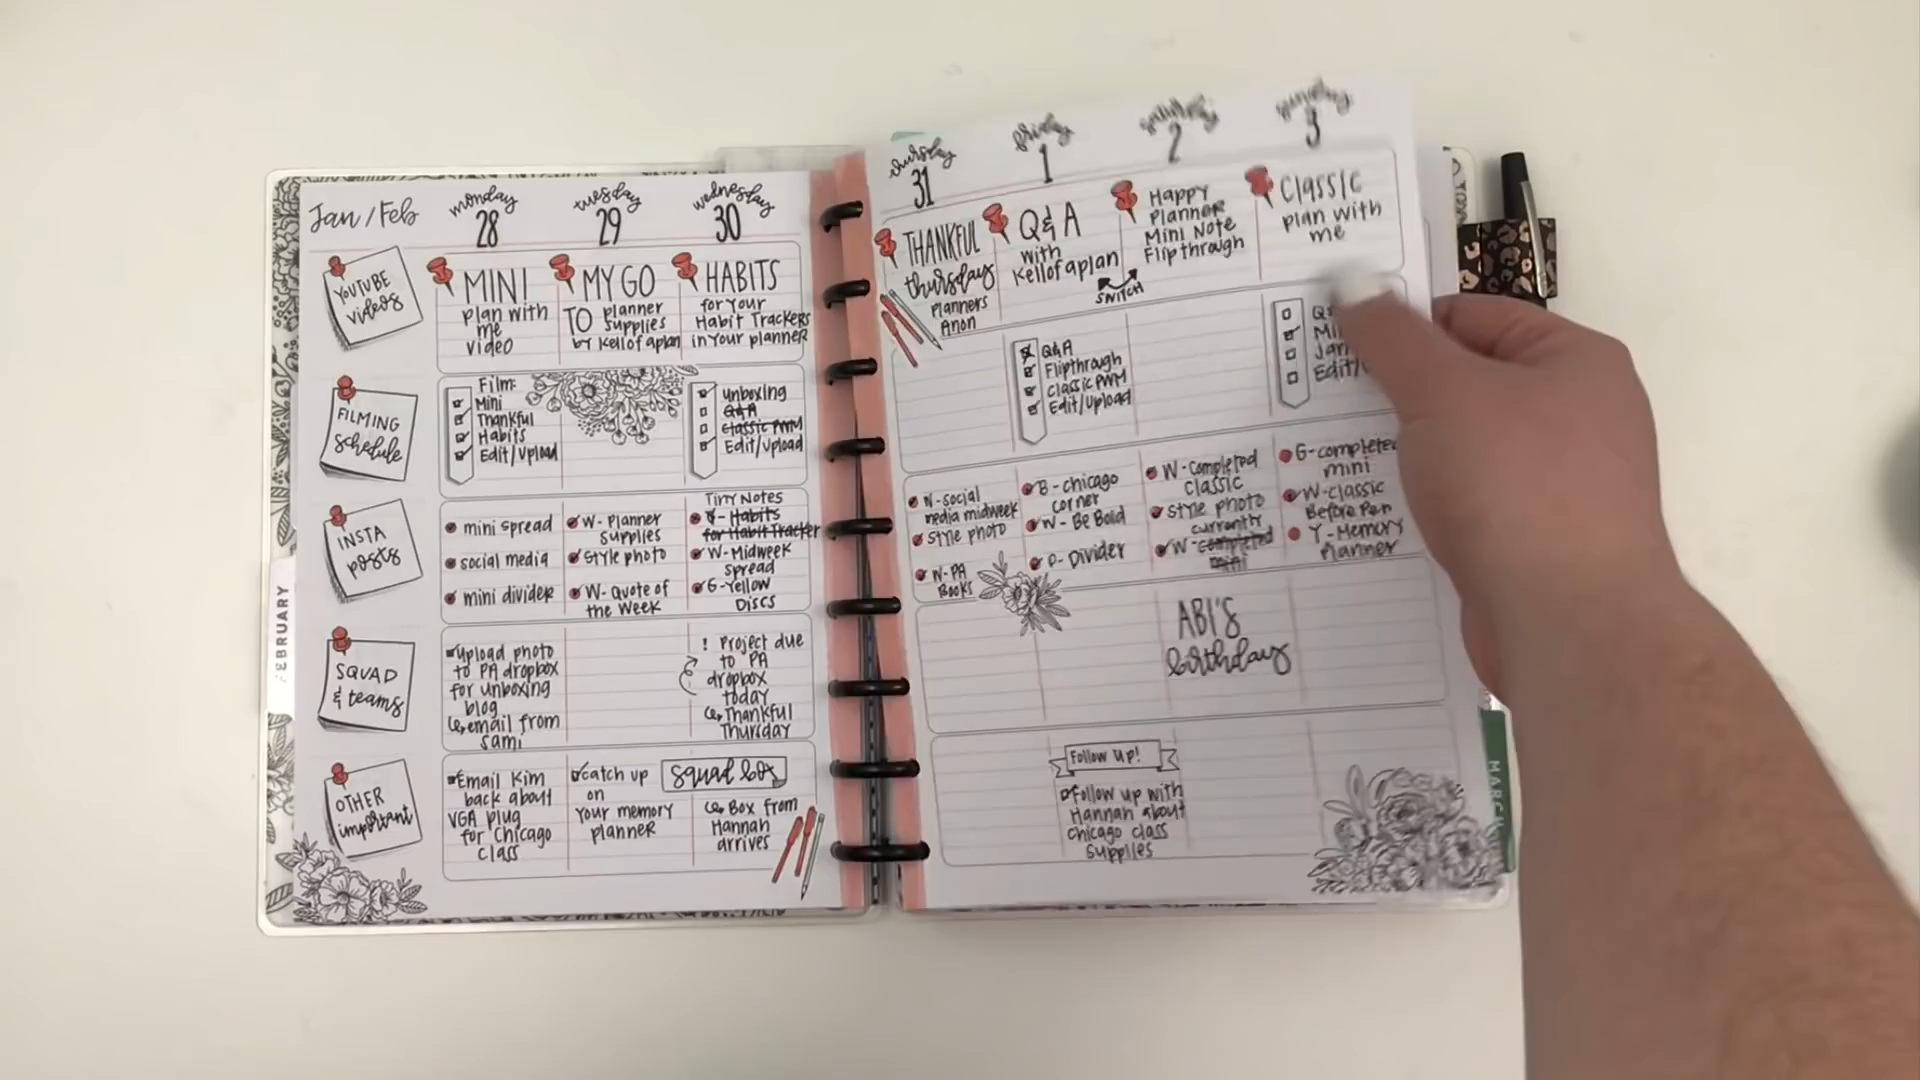 Jan/Feb
monday
28
tuesday
29
wednesday
30
YOUTUBE
videos
MINI
plan with
me
video
MY GO
TO planner
supplies
by Kellofaplan
HABITS
for Your
Habit Trackers
in your planner
FILMING
schedule
Film:
Mini
Thankful
Habits
Edit/Upload
unboxing
Q&A
Classic PWM
Edit/Upload
INSTA
posts
mini spread
social media
mini divider
W- Planner
supplies
Style photo
W- Quote of
the Week
Tiny Notes
Habits
for Habit Tracker
W-Midweek
spread
G-Yellow
Discs
SQUAD
& teams
Upload photo
to PA dropbox
for unboxing
blog
email from
sami
! Project due
to PA
dropbox
today
Thankful
Thursday
OTHER
important
Email Kim
back about
VGA plug
for Chicago
class
catch up
on
your memory
planner
Squad box
Box from
Hannah
arrives
FEBRUARY
thursday
31
friday
1
saturday
2
sunday
3
THANKFUL
thursday
Planners
Anon
Q&A
with
Kellofaplan
SWITCH
Happy
Planner
Mini Note
Flipthrough
Classic
plan with
me
Q&A
Flipthrough
Classic PWM
Edit/Upload
W-social
media midweek
Style photo
W-PA
Books
B-chicago
corner
W-Be Bold
D-Divider
W-Completed
Classic
Style photo
currently
W-completed
mini
G-completed
mini
W-classic
Before Pen
Y-Memory
Planner
ABI'S
birthday
Follow Up!
Follow up with
Hannah about
Chicago class
supplies
MARCH